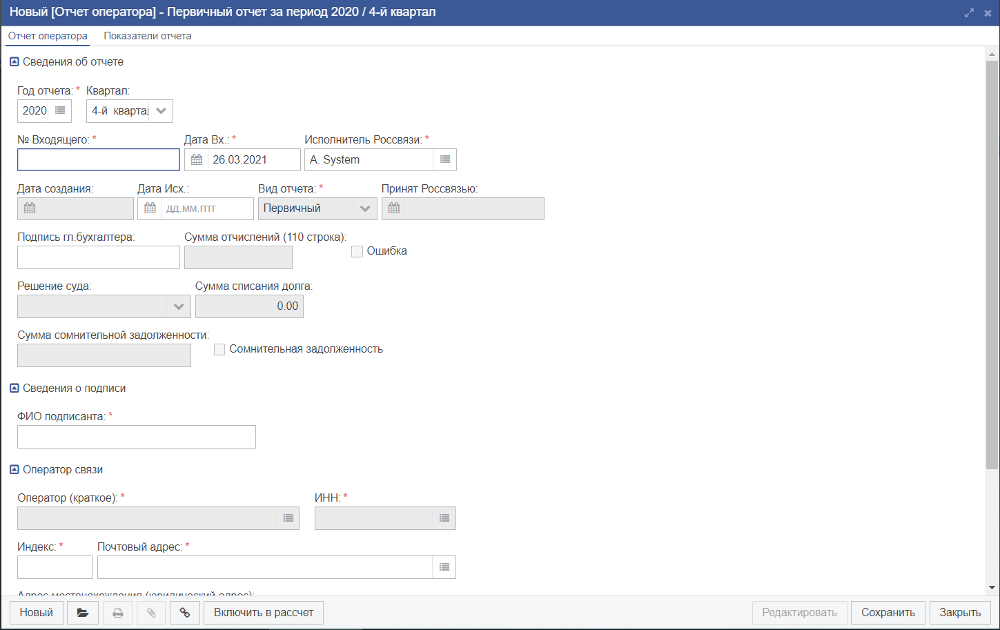 Новый [Отчет оператора] - Первичный отчет за период 2020 / 4-й квартал
Отчет оператора Показатели отчета
Сведения об отчете
Год отчета: * Квартал:
2020 4-й квартал
№ Входящего: * Дата Вх.: * Исполнитель Россвязи: *
26.03.2021 A. System
Дата создания: Дата Исх.: Вид отчета: * Принят Россвязью:
дд.мм.гггг Первичный
Подпись гл.бухгалтера: Сумма отчислений (110 строка):
Ошибка
Решение суда: Сумма списания долга:
0.00
Сумма сомнительной задолженности:
Сомнительная задолженность
Сведения о подписи
ФИО подписанта: *
Оператор связи
Оператор (краткое): * ИНН: *
Индекс: * Почтовый адрес: *
Адрес местонахождения (юридический адрес):
Новый Включить в рассчет Редактировать Сохранить Закрыть